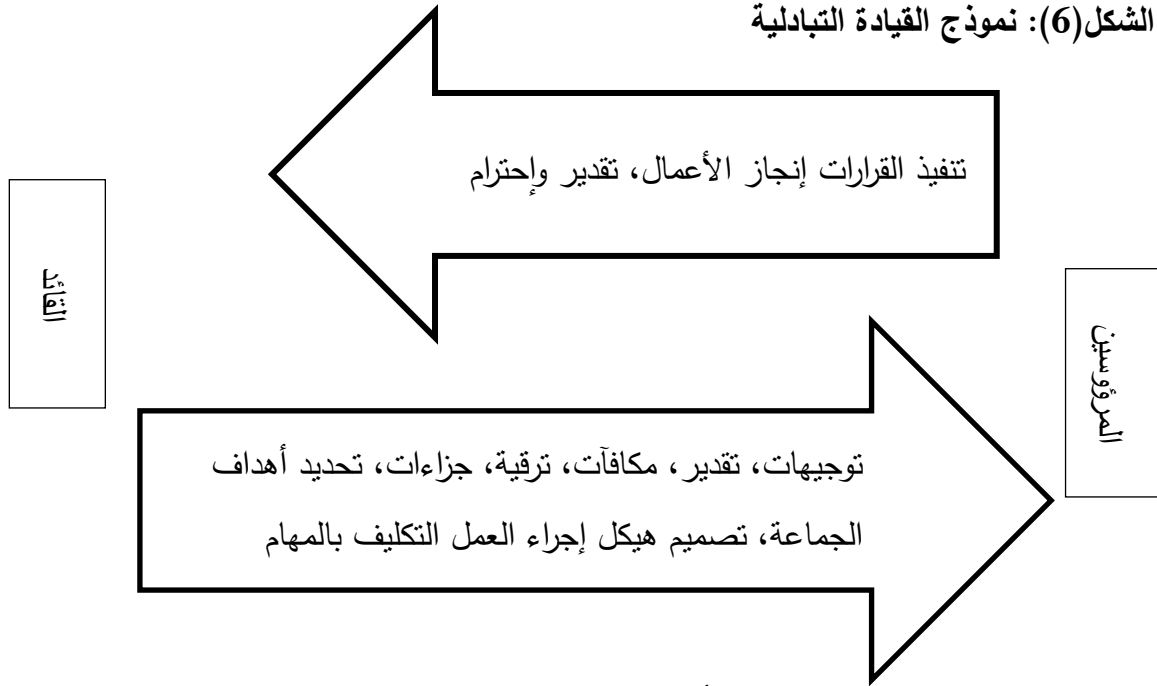 الشكل(6): نموذج القيادة التبادلية
تنفيذ القرارات إنجاز الأعمال، تقدير وإحترام
القائد
المرؤوسين
توجيهات، تقدير، مكافآت، ترقية، جزاءات، تحديد أهداف
الجماعة، تصميم هيكل إجراء العمل التكليف بالمهام